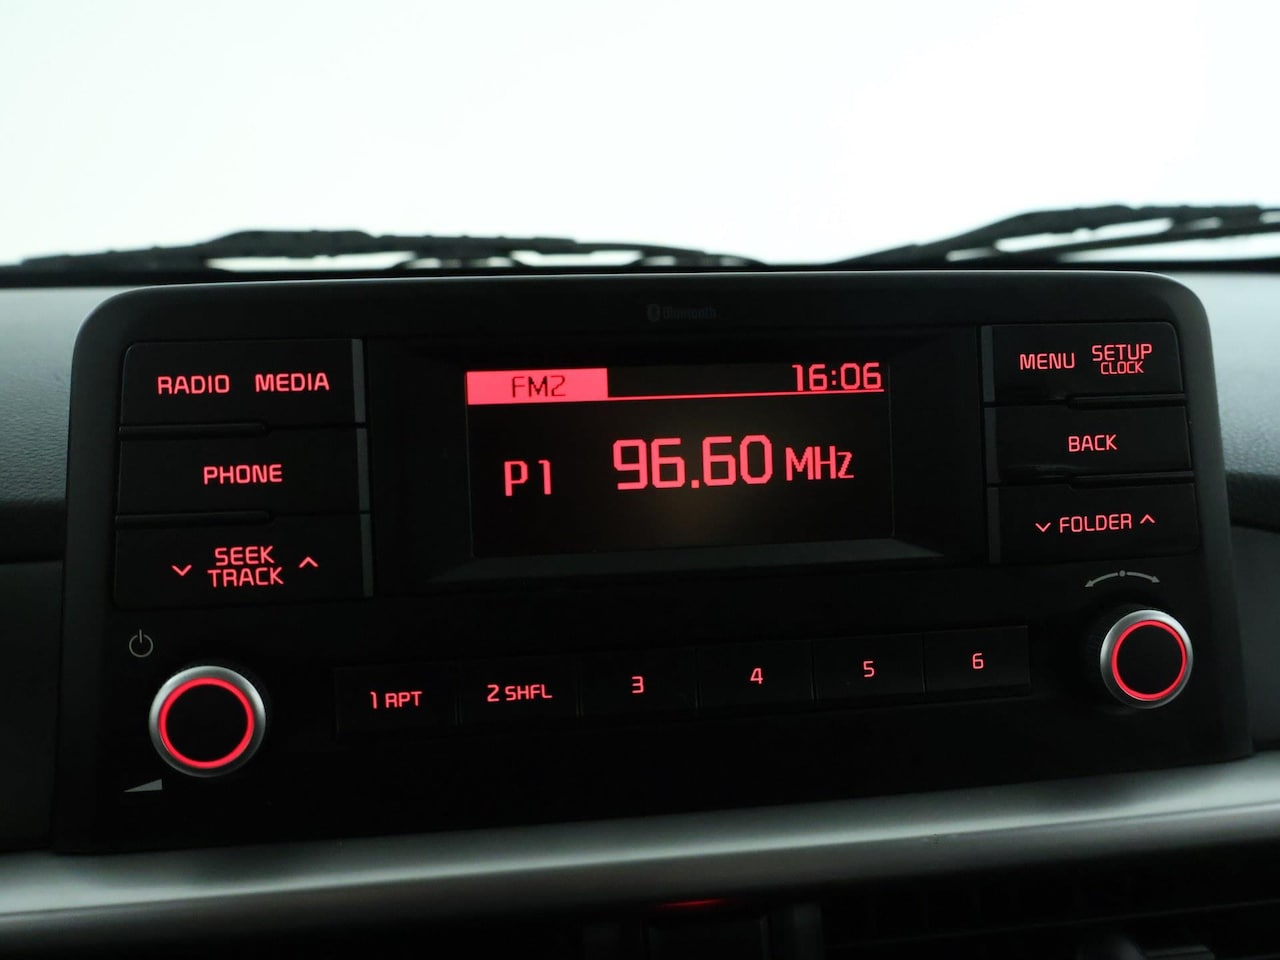 Bluetooth
RADIO MEDIA
PHONE
SEEK
TRACK
FM2 16:06
P1 96.60 MHz
MENU SETUP
CLOCK
BACK
FOLDER
1 RPT 2 SHFL 3 4 5 6